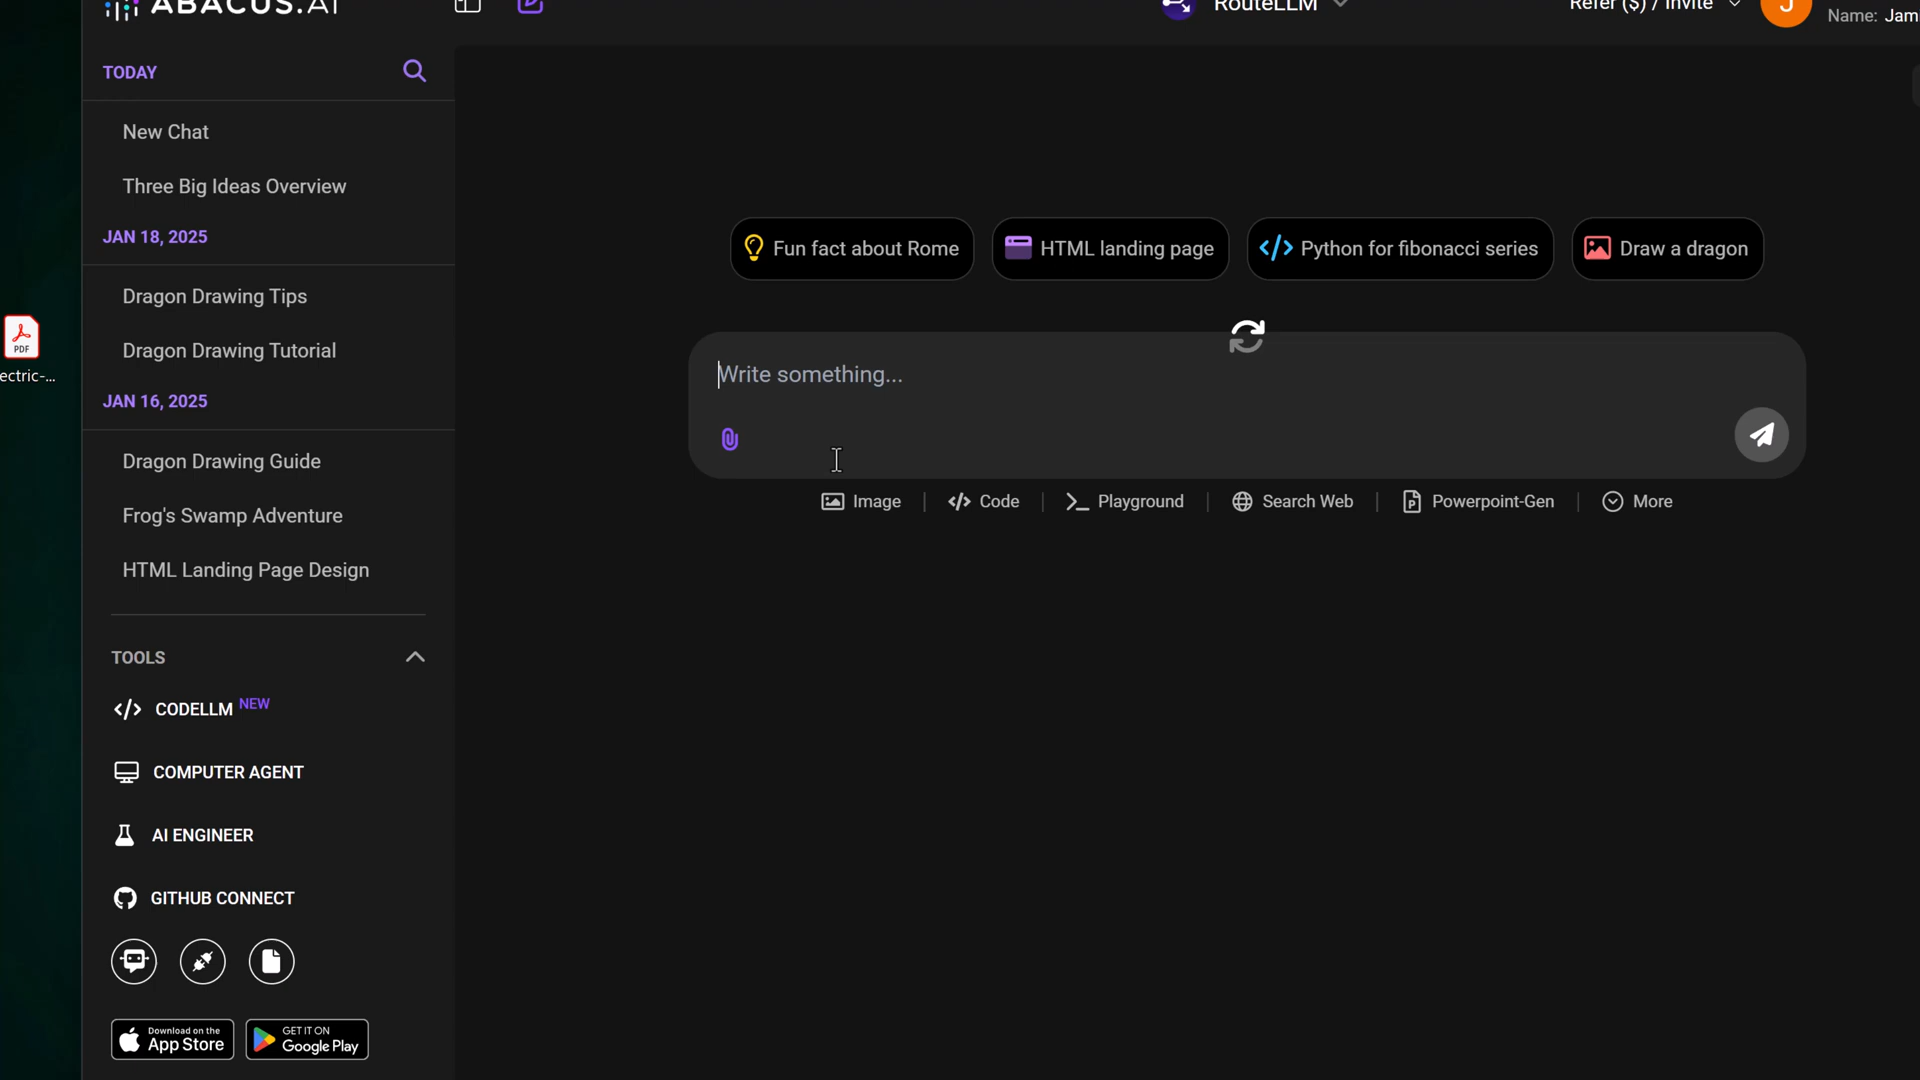 ABACUS.AI
RouteLLM
Refer ($) / Invite
J
Name: Jam
TODAY
New Chat
Three Big Ideas Overview
JAN 18, 2025
Dragon Drawing Tips
Dragon Drawing Tutorial
JAN 16, 2025
Dragon Drawing Guide
Frog's Swamp Adventure
HTML Landing Page Design
TOOLS
</> CODELLM NEW
COMPUTER AGENT
AI ENGINEER
GITHUB CONNECT
Download on the
App Store
GET IT ON
Google Play
PDF
ectric-...
Fun fact about Rome
HTML landing page
</> Python for fibonacci series
Draw a dragon
Write something...
Image
</> Code
>_ Playground
Search Web
Powerpoint-Gen
More